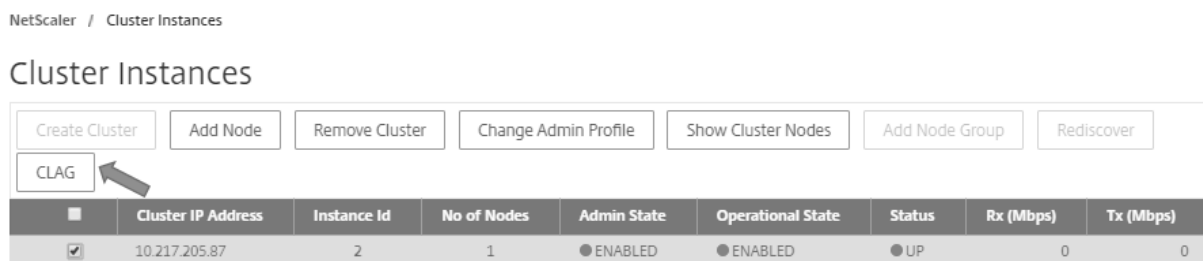 NetScaler / Cluster Instances
Cluster Instances
Create Cluster Add Node Remove Cluster Change Admin Profile Show Cluster Nodes Add Node Group Rediscover
CLAG
Cluster IP Address Instance Id No of Nodes Admin State Operational State Status Rx (Mbps) Tx (Mbps)
10.217.205.87 2 1 ENABLED ENABLED UP 0 0